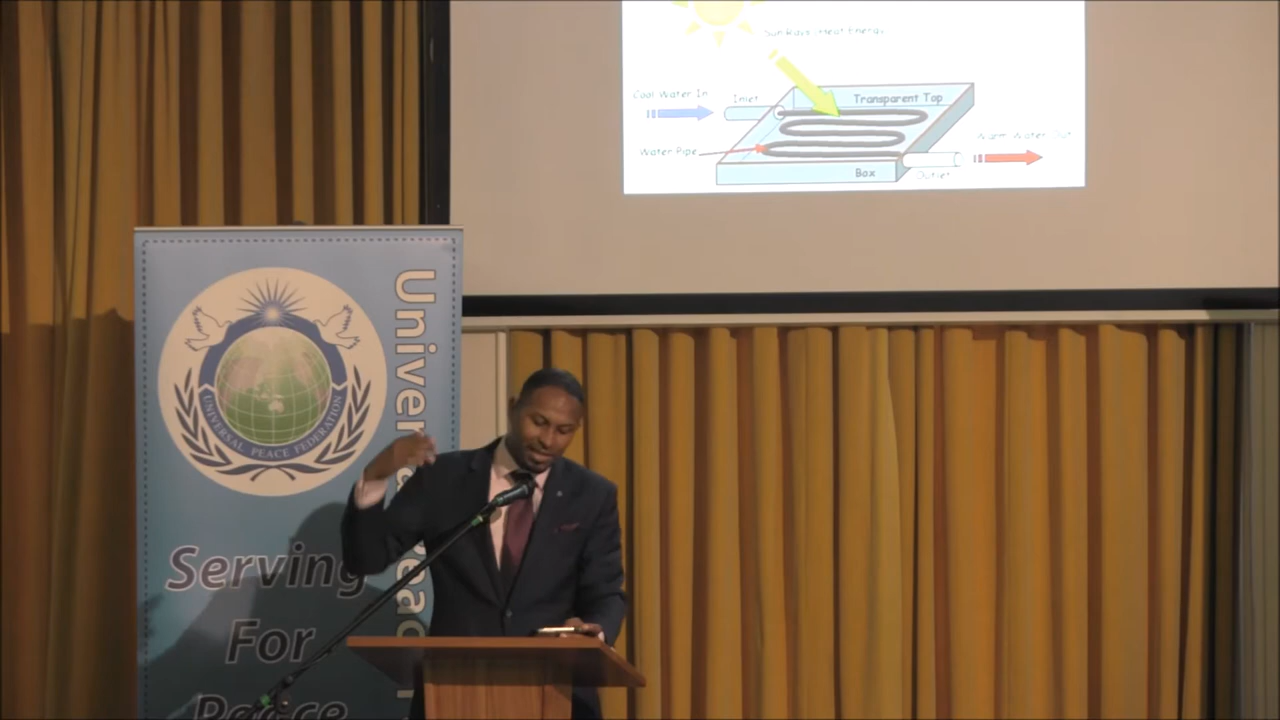 Sun Rays (Heat Energy)
Cool Water In
Inlet
Transparent Top
Warm Water Out
Water Pipe
Box
Outlet
UNIVERSAL PEACE FEDERATION
Serving
For
Peace